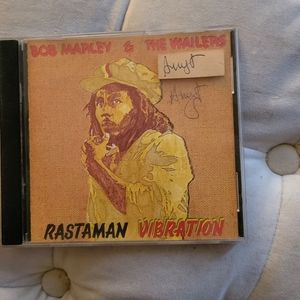 BOB MARLEY & THE WAILERS
RASTAMAN VIBRATION